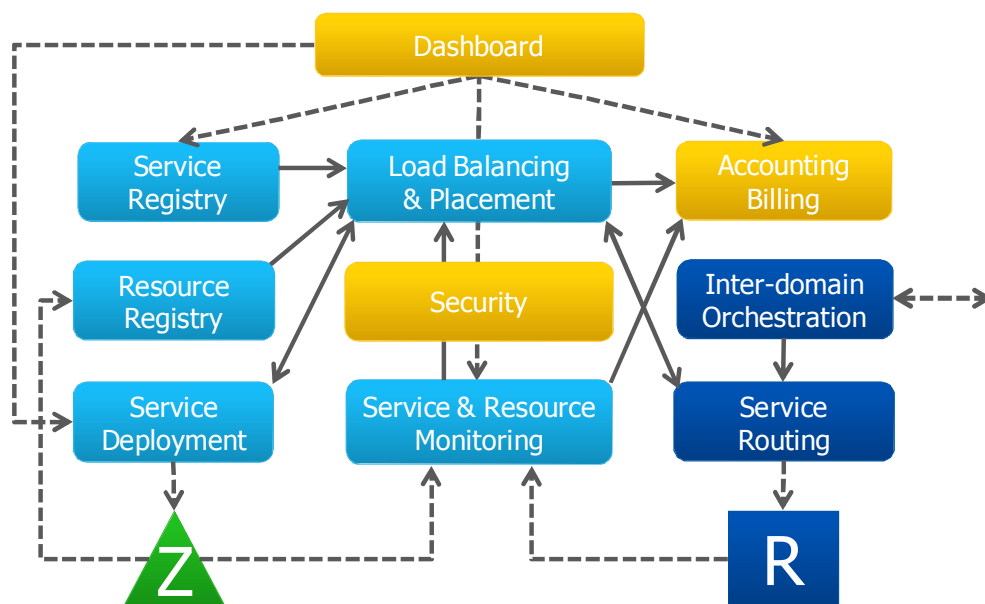 Dashboard
Service
Registry
Load Balancing
& Placement
Accounting
Billing
Resource
Registry
Security
Inter-domain
Orchestration
Service
Deployment
Service & Resource
Monitoring
Service
Routing
Z
R